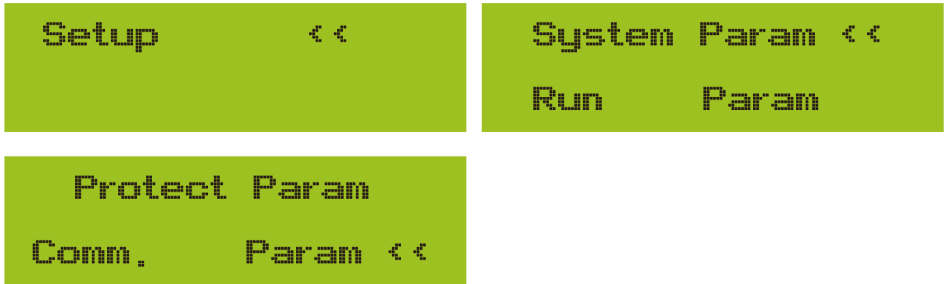 Setup <<
System Param <<
Run Param
Protect Param
Comm. Param <<